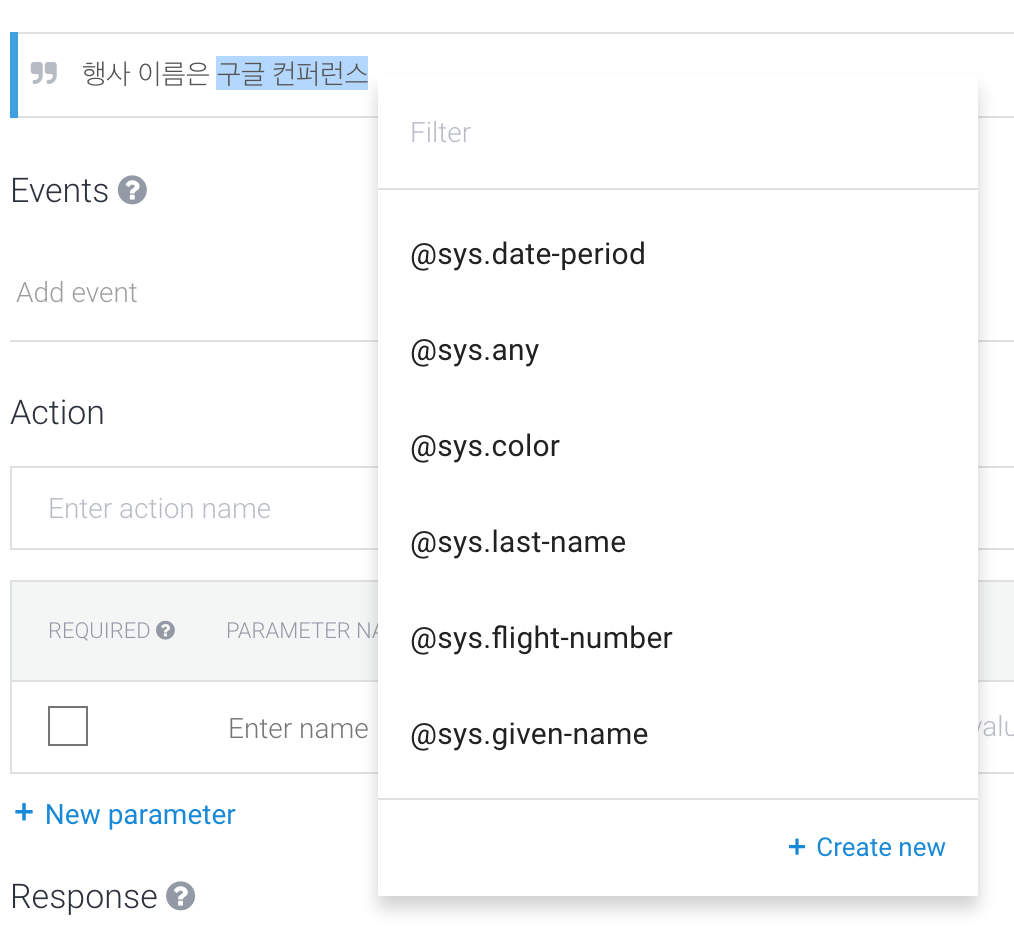 행사 이름은 구글 컨퍼런스
Filter
@sys.date-period
@sys.any
@sys.color
@sys.last-name
@sys.flight-number
@sys.given-name
+ Create new
Events ?
Add event
Action
Enter action name
REQUIRED ? PARAMETER NA
Enter name
valu
+ New parameter
Response ?